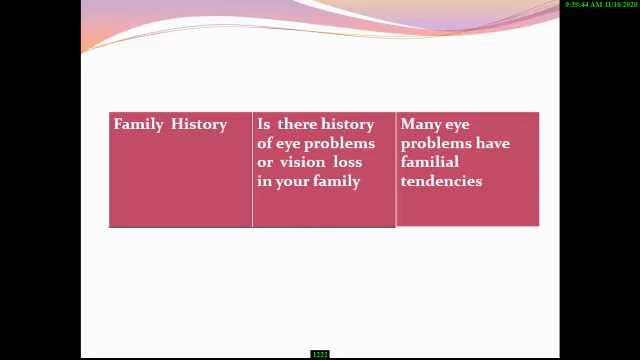 9:39:44 AM 11/16/2020
Family History
Is there history
of eye problems
or vision loss
in your family
Many eye
problems have
familial
tendencies
1222